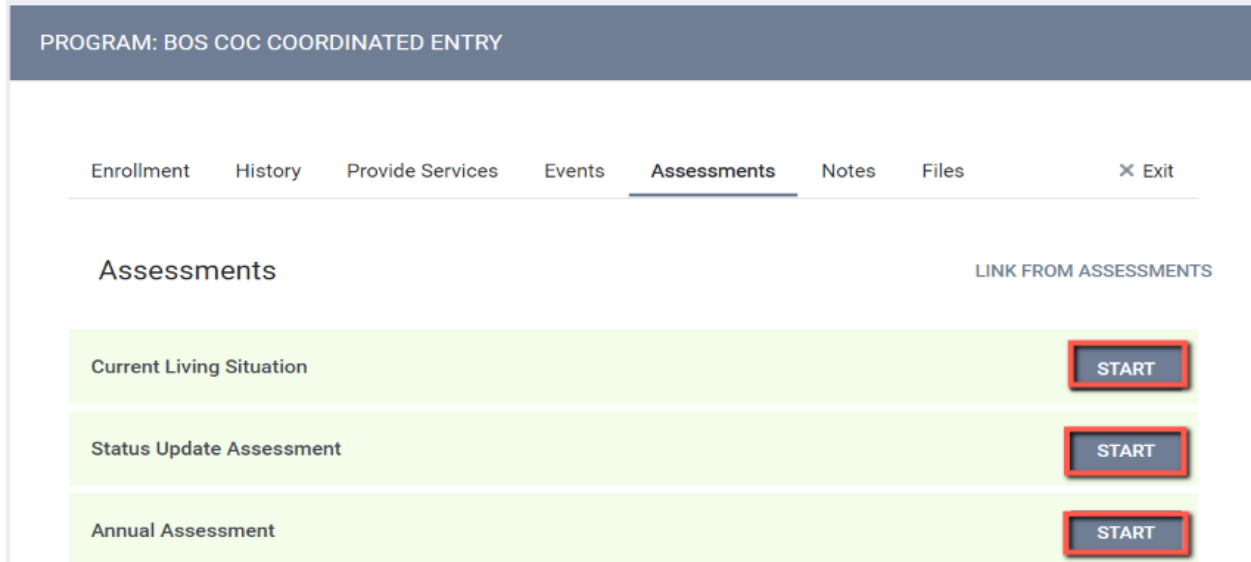 PROGRAM: BOS COC COORDINATED ENTRY
Enrollment History Provide Services Events Assessments Notes Files × Exit
Assessments LINK FROM ASSESSMENTS
Current Living Situation START
Status Update Assessment START
Annual Assessment START